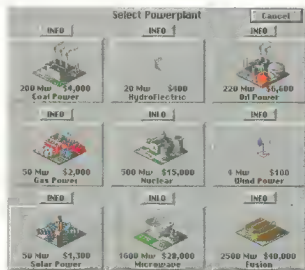 Select Powerplant
Cancel
INFO INFO INFO
200 Mw $4,000
Coal Power
20 Mw $400
HydroElectric
220 Mw $6,600
Oil Power
INFO INFO INFO
50 Mw $2,000
Gas Power
500 Mw $15,000
Nuclear
4 Mw $100
Wind Power
INFO INFO INFO
50 Mw $1,300
Solar Power
1600 Mw $28,000
Microwave
2500 Mw $40,000
Fusion